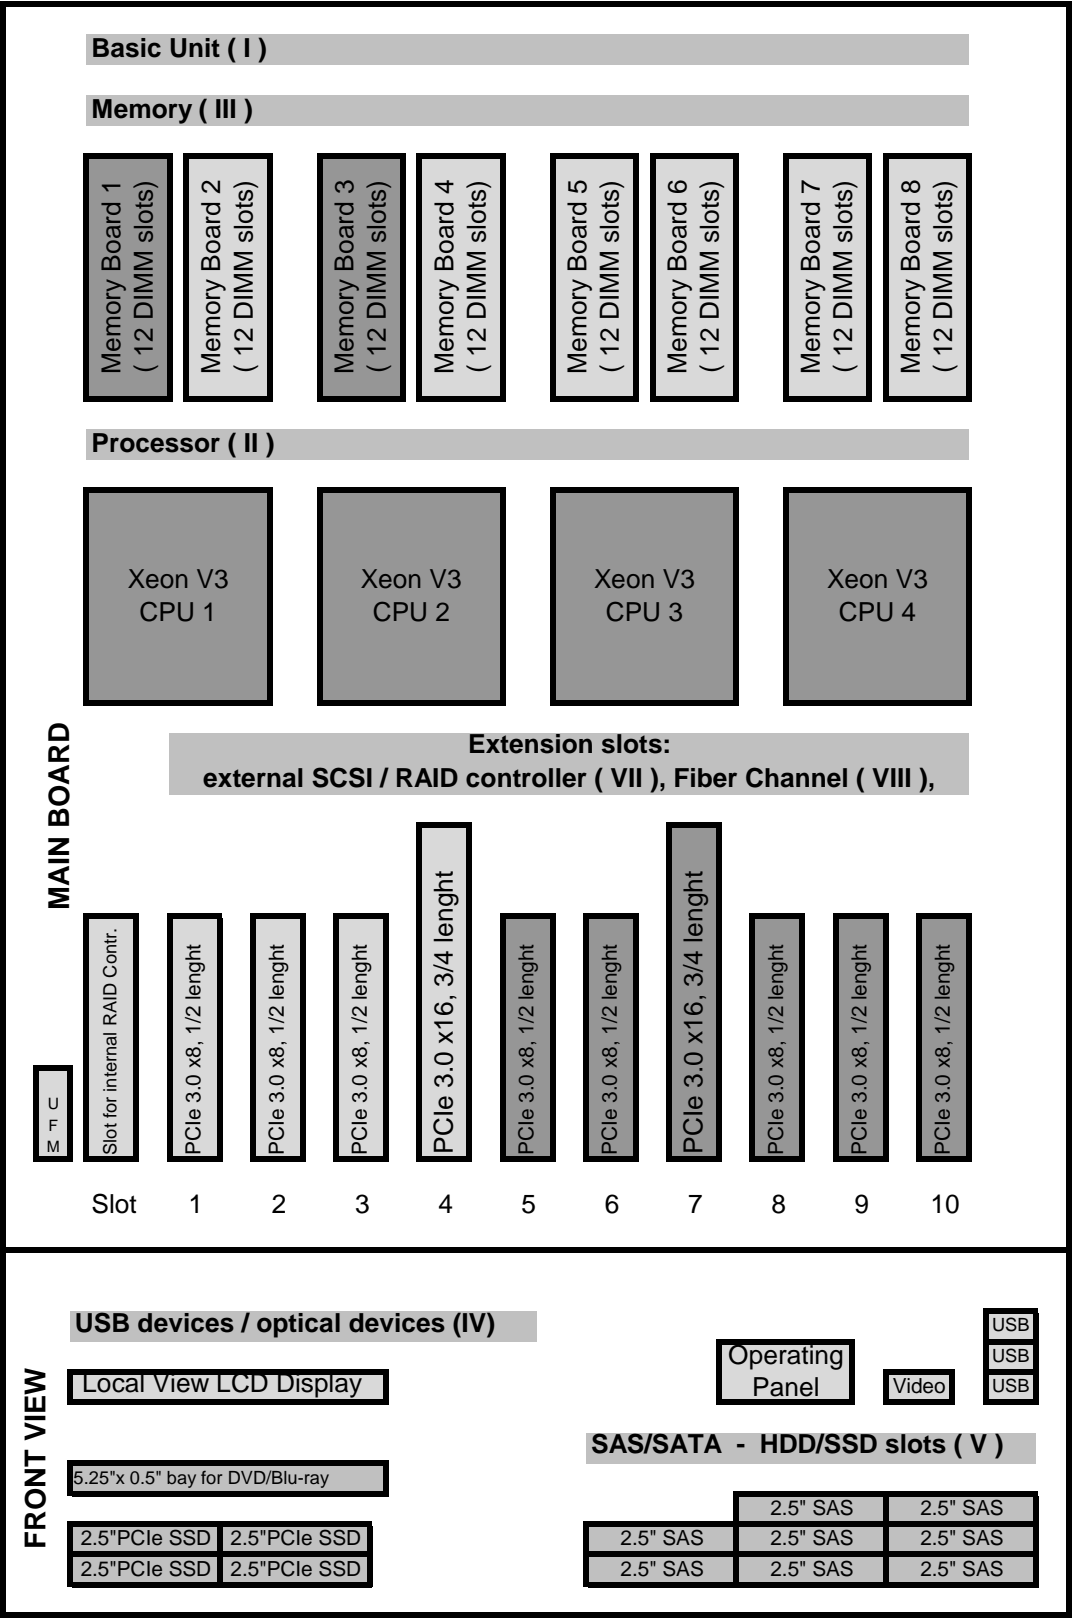 Basic Unit ( I )
Memory ( III )
Memory Board 1
( 12 DIMM slots)
Memory Board 2
( 12 DIMM slots)
Memory Board 3
( 12 DIMM slots)
Memory Board 4
( 12 DIMM slots)
Memory Board 5
( 12 DIMM slots)
Memory Board 6
( 12 DIMM slots)
Memory Board 7
( 12 DIMM slots)
Memory Board 8
( 12 DIMM slots)
Processor ( II )
Xeon V3
CPU 1
Xeon V3
CPU 2
Xeon V3
CPU 3
Xeon V3
CPU 4
MAIN BOARD
Extension slots:
external SCSI / RAID controller ( VII ), Fiber Channel ( VIII ),
U
F
M
Slot for internal RAID Contr.
PCIe 3.0 x8, 1/2 lenght
PCIe 3.0 x8, 1/2 lenght
PCIe 3.0 x8, 1/2 lenght
PCIe 3.0 x16, 3/4 lenght
PCIe 3.0 x8, 1/2 lenght
PCIe 3.0 x8, 1/2 lenght
PCIe 3.0 x16, 3/4 lenght
PCIe 3.0 x8, 1/2 lenght
PCIe 3.0 x8, 1/2 lenght
PCIe 3.0 x8, 1/2 lenght
Slot 1 2 3 4 5 6 7 8 9 10
FRONT VIEW
USB devices / optical devices (IV)
Local View LCD Display
Operating
Panel
Video
USB
USB
USB
SAS/SATA - HDD/SSD slots ( V )
5.25"x 0.5" bay for DVD/Blu-ray
2.5" SAS 2.5" SAS
2.5"PCIe SSD 2.5"PCIe SSD
2.5" SAS 2.5" SAS 2.5" SAS
2.5"PCIe SSD 2.5"PCIe SSD
2.5" SAS 2.5" SAS 2.5" SAS